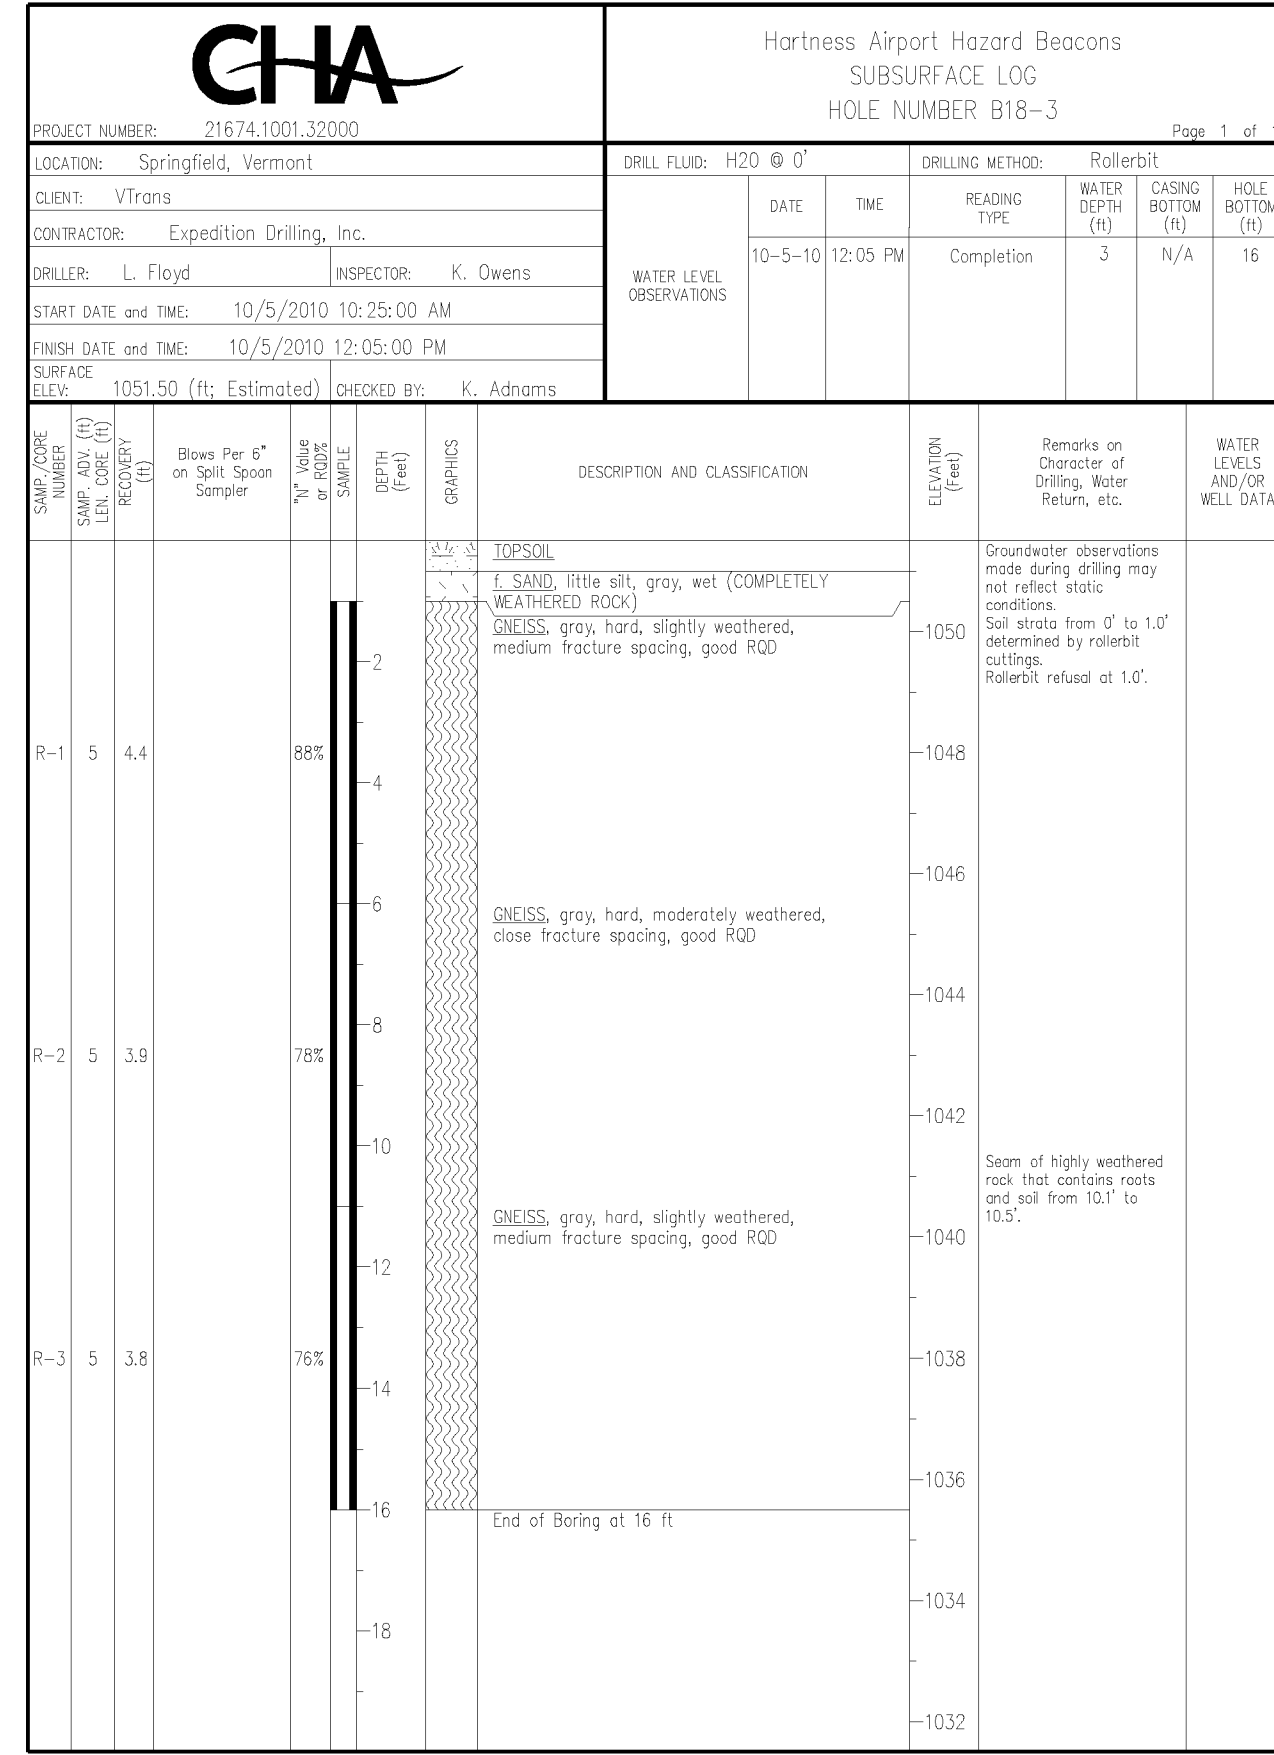 CHA
PROJECT NUMBER: 21674.1001.32000
Hartness Airport Hazard Beacons
SUBSURFACE LOG
HOLE NUMBER B18-3
Page 1 of
LOCATION: Springfield, Vermont
CLIENT: VTrans
CONTRACTOR: Expedition Drilling, Inc.
DRILLER: L. Floyd
INSPECTOR: K. Owens
START DATE and TIME: 10/5/2010 10:25:00 AM
FINISH DATE and TIME: 10/5/2010 12:05:00 PM
SURFACE
ELEV: 1051.50 (ft; Estimated)
CHECKED BY: K. Adnams
DRILL FLUID: H20 @ 0'
DRILLING METHOD: Rollerbit
WATER LEVEL
OBSERVATIONS
DATE
TIME
READING
TYPE
WATER
DEPTH
(ft)
CASING
BOTTOM
(ft)
HOLE
BOTTOM
(ft)
10-5-10 12:05 PM Completion 3 N/A 16
SAMP./CORE
NUMBER
SAMP. ADV. (ft)
LEN. CORE (ft)
RECOVERY
(ft)
Blows Per 6"
on Split Spoon
Sampler
"N" Value
or RQD%
SAMPLE
DEPTH
(Feet)
GRAPHICS
DESCRIPTION AND CLASSIFICATION
ELEVATION
(Feet)
Remarks on
Character of
Drilling, Water
Return, etc.
WATER
LEVELS
AND/OR
WELL DATA
TOPSOIL
f. SAND, little silt, gray, wet (COMPLETELY
WEATHERED ROCK)
GNEISS, gray, hard, slightly weathered,
medium fracture spacing, good RQD
Groundwater observations
made during drilling may
not reflect static
conditions.
Soil strata from 0' to 1.0'
determined by rollerbit
cuttings.
Rollerbit refusal at 1.0'.
1050
2
R-1 5 4.4 88%
1048
4
1046
6
GNEISS, gray, hard, moderately weathered,
close fracture spacing, good RQD
1044
8
R-2 5 3.9 78%
1042
10
Seam of highly weathered
rock that contains roots
and soil from 10.1' to
10.5'.
GNEISS, gray, hard, slightly weathered,
medium fracture spacing, good RQD
1040
12
R-3 5 3.8 76%
1038
14
1036
16
End of Boring at 16 ft
1034
18
1032